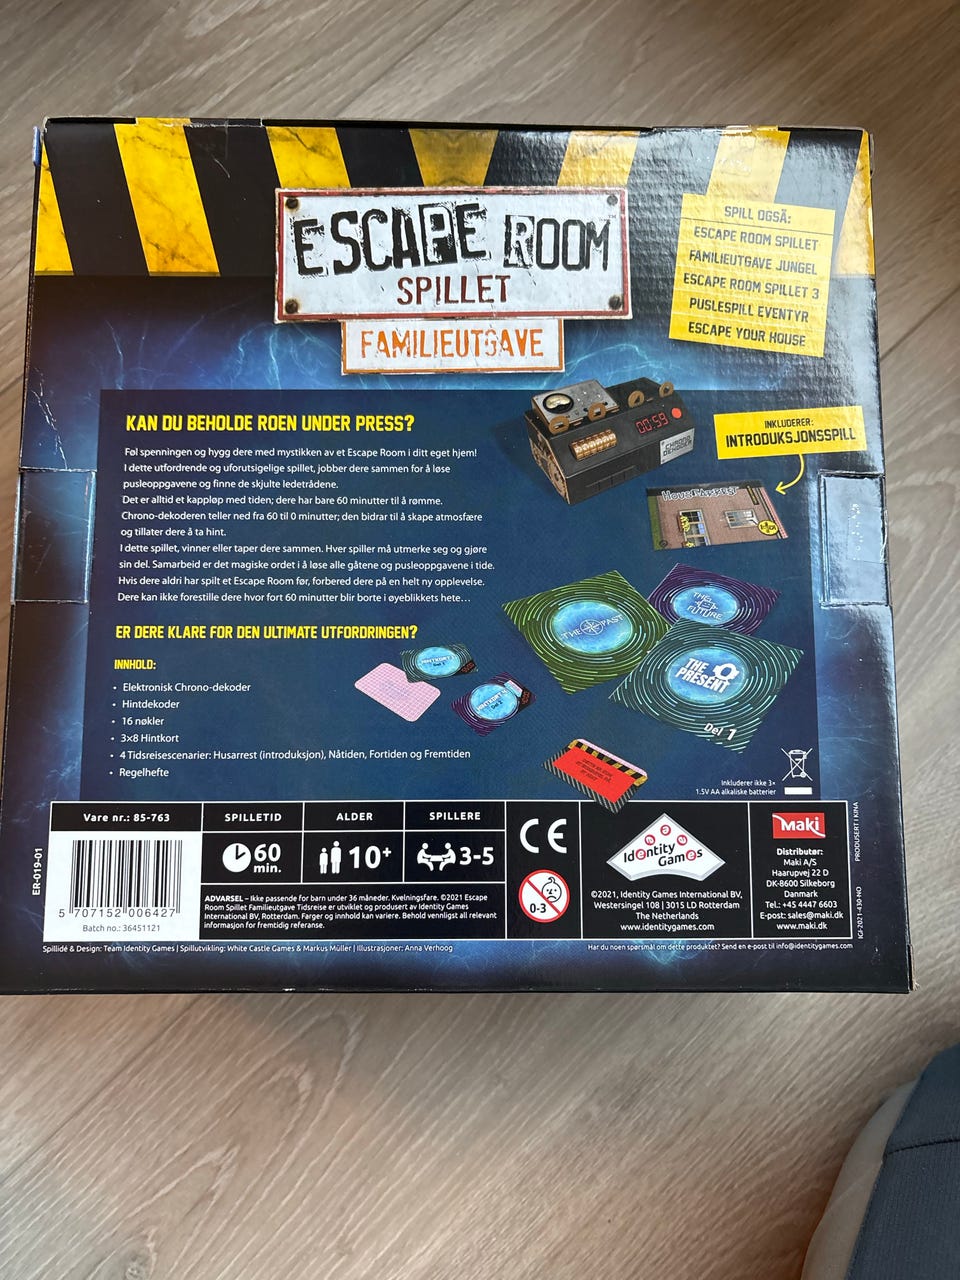 ESCAPE ROOM™
SPILLET
FAMILIEUTGAVE
SPILL OGSÅ:
ESCAPE ROOM SPILLET
FAMILIEUTGAVE JUNGEL
ESCAPE ROOM SPILLET 3
PUSLESPILL EVENTYR
ESCAPE YOUR HOUSE
KAN DU BEHOLDE ROEN UNDER PRESS?
Føl spenningen og hygg dere med mystikken av et Escape Room i ditt eget hjem!
I dette utfordrende og uforutsigelige spillet, jobber dere sammen for å løse
pusleoppgavene og finne de skjulte ledetrådene.
Det er alltid et kappløp med tiden; dere har bare 60 minutter til å rømme.
Chrono-dekoderen teller ned fra 60 til 0 minutter; den bidrar til å skape atmosfære
og tillater dere å ta hint.
I dette spillet, vinner eller taper dere sammen. Hver spiller må utmerke seg og gjøre
sin del. Samarbeid er det magiske ordet i å løse alle gåtene og pusleoppgavene i tide.
Hvis dere aldri har spilt et Escape Room før, forbered dere på en helt ny opplevelse.
Dere kan ikke forestille dere hvor fort 60 minutter blir borte i øyeblikkets hete…
00:59
CHRONO
DEKODER
INKLUDERER:
INTRODUKSJONSSPILL
HOUSE ARREST
ER DERE KLARE FOR DEN ULTIMATE UTFORDRINGEN?
INNHOLD:
• Elektronisk Chrono-dekoder
• Hintdekoder
• 16 nøkler
• 3×8 Hintkort
• 4 Tidsreisescenarier: Husarrest (introduksjon), Nåtiden, Fortiden og Fremtiden
• Regelhefte
THE PAST
THE
FUTURE
THE
PRESENT
Del 1
HINTKORT
HINTKORT
Del 2
Inkluderer ikke 3×
1.5V AA alkaliske batterier
Vare nr.: 85-763
5 707152 006427
Batch no.: 36451121
ER-019-01
SPILLETID
60
min.
ALDER
10+
SPILLERE
3-5
ADVARSEL – Ikke passende for barn under 36 måneder. Kvelningsfare. ©2021 Escape
Room Spillet Familieutgave Tidsreise er utviklet og produsert av Identity Games
International BV, Rotterdam. Farger og innhold kan variere. Behold vennligst all relevant
informasjon for fremtidig referanse.
CE
0-3
Identity
Games
©2021, Identity Games International BV,
Westersingel 108 | 3015 LD Rotterdam
The Netherlands
www.identitygames.com
Maki
Distributør:
Maki A/S
Haarupvej 22 D
DK-8600 Silkeborg
Danmark
Tel.: +45 4447 6603
E-post: sales@maki.dk
www.maki.dk
PRODUSERT I KINA
IGI-2021-430-NO
Spillidé & Design: Team Identity Games | Spillutvikling: White Castle Games & Markus Müller | Illustrasjoner: Anna Verhoog
Har du noen spørsmål om dette produktet? Send en e-post til info@identitygames.com